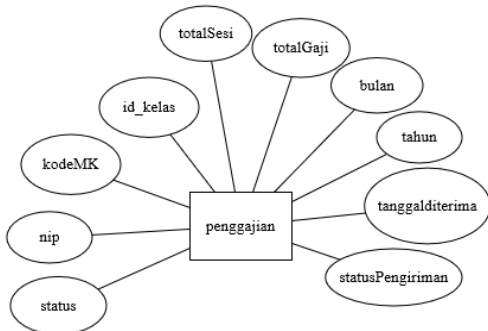 totalSesi
totalGaji
bulan
id_kelas
tahun
kodeMK
tanggalditerima
penggajian
nip
statusPengiriman
status